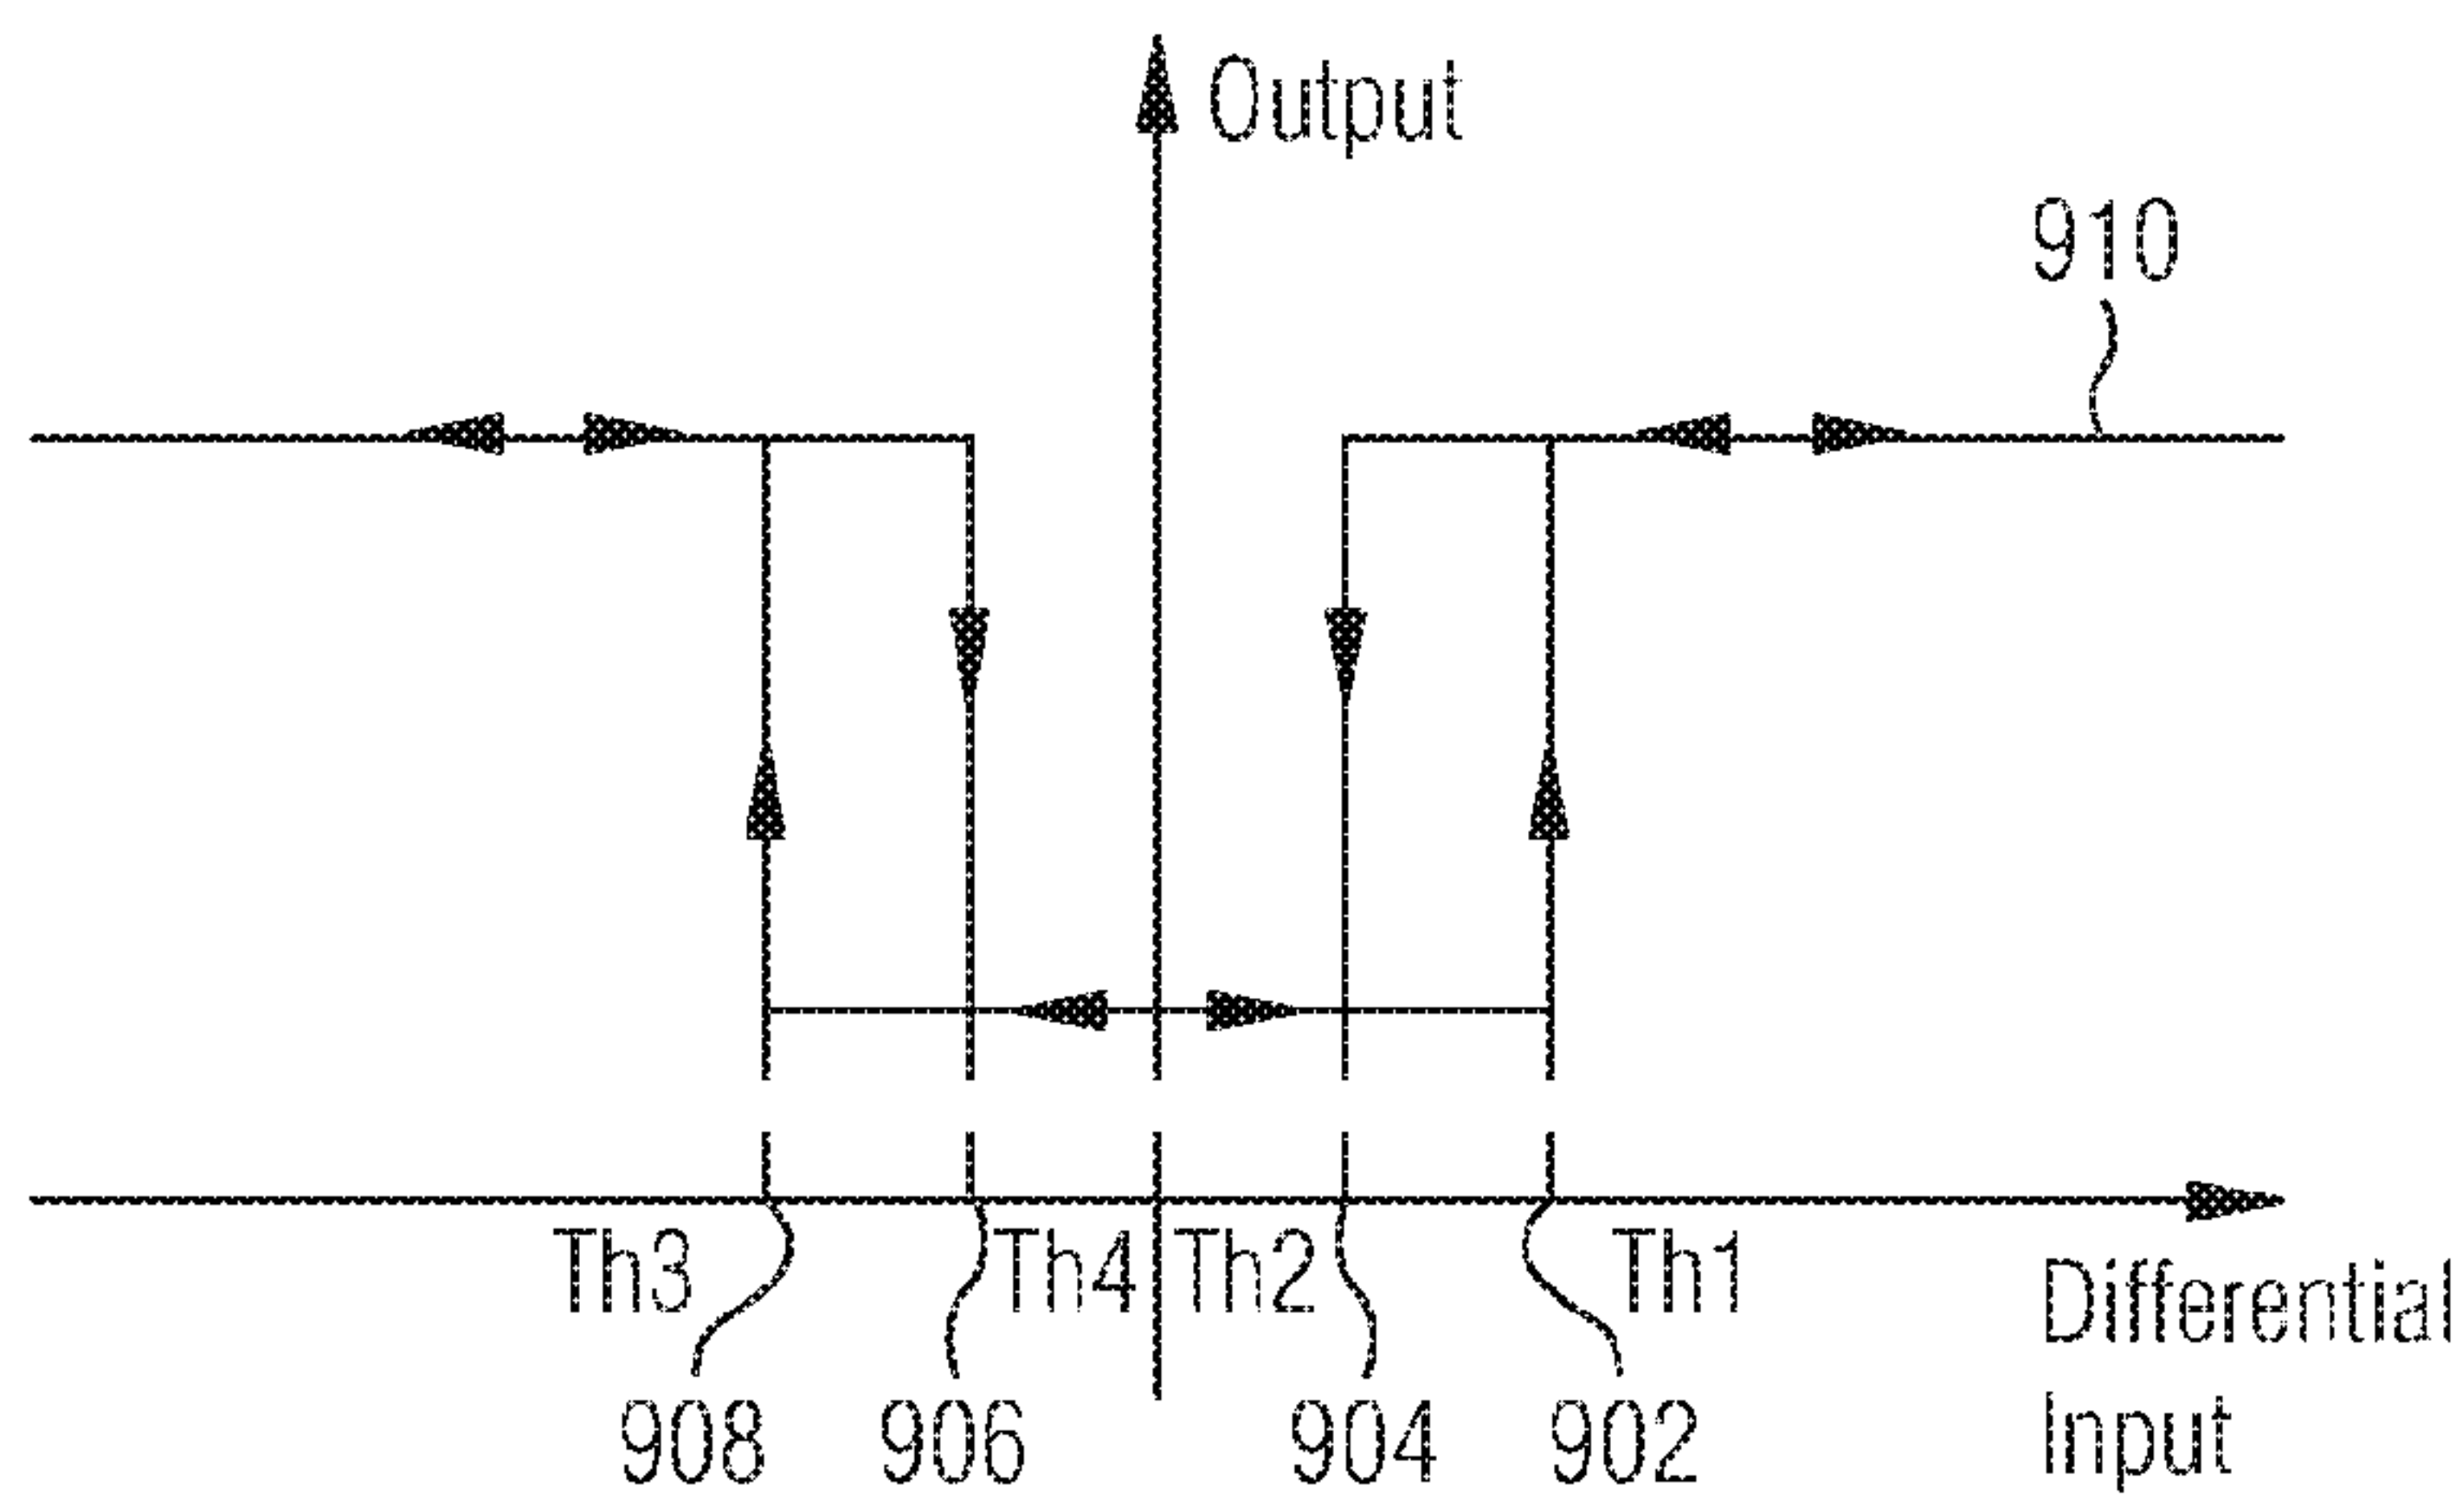 Output
910
Th3 Th4 Th2 Th1
Differential
Input
908 906 904 902